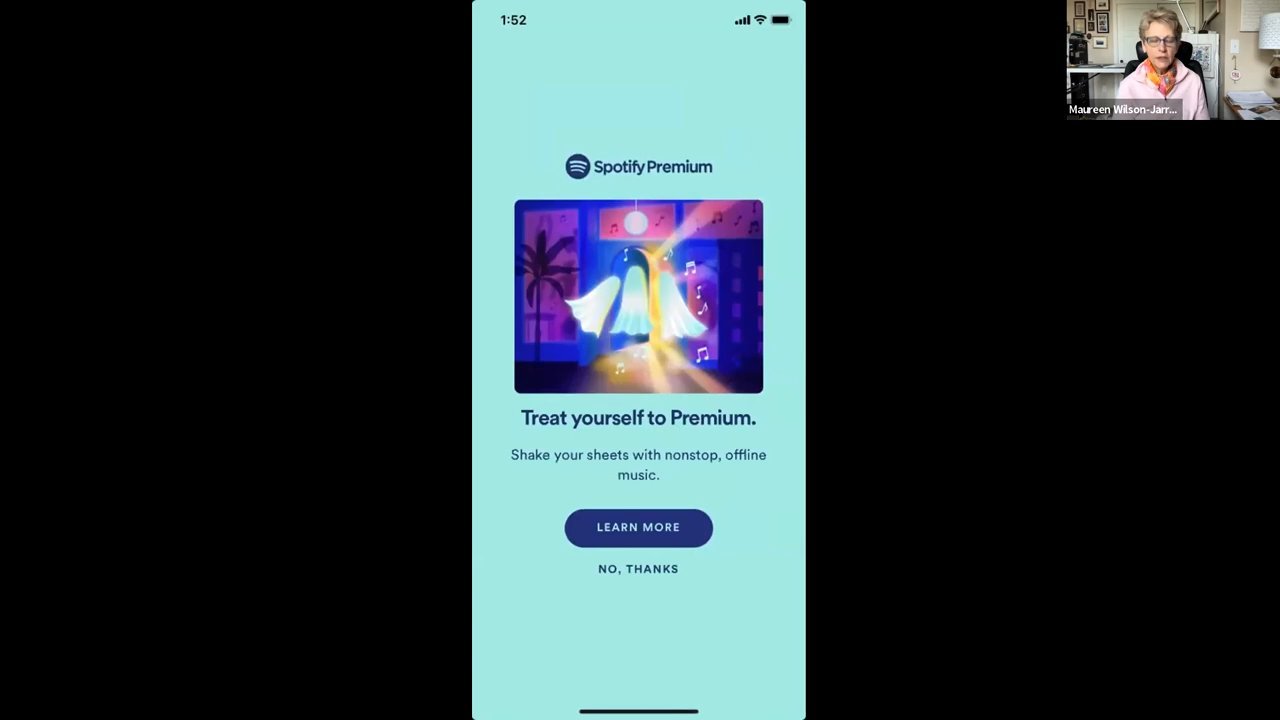 1:52
Maureen Wilson-Jarr...
Spotify Premium
Treat yourself to Premium.
Shake your sheets with nonstop, offline
music.
LEARN MORE
NO, THANKS